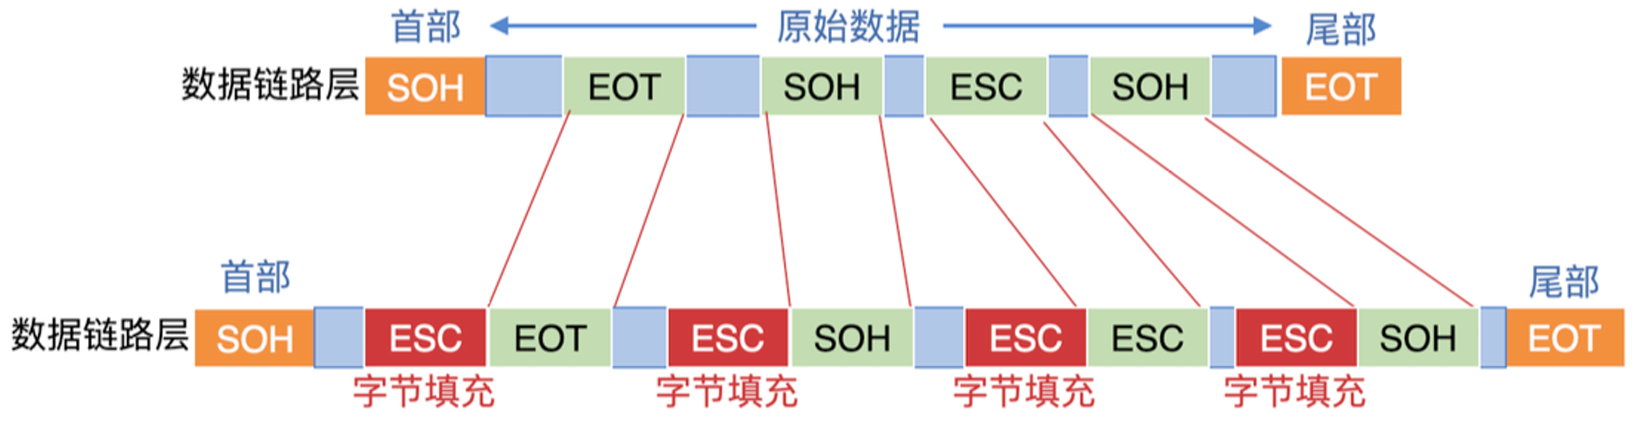 首部 原始数据 尾部
数据链路层 SOH EOT SOH ESC SOH EOT
首部 尾部
数据链路层 SOH ESC EOT ESC SOH ESC ESC ESC SOH EOT
字节填充 字节填充 字节填充 字节填充